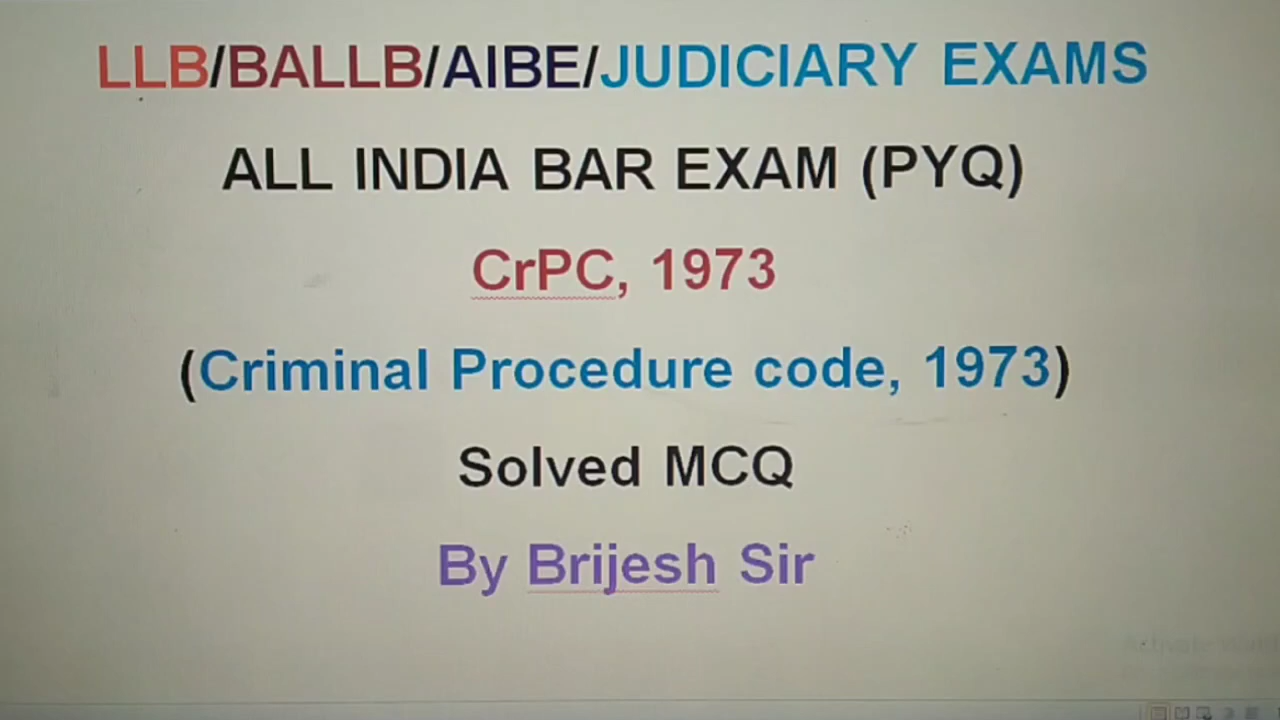 LLB/BALLB/AIBE/JUDICIARY EXAMS
ALL INDIA BAR EXAM (PYQ)
CrPC, 1973
(Criminal Procedure code, 1973)
Solved MCQ
By Brijesh Sir